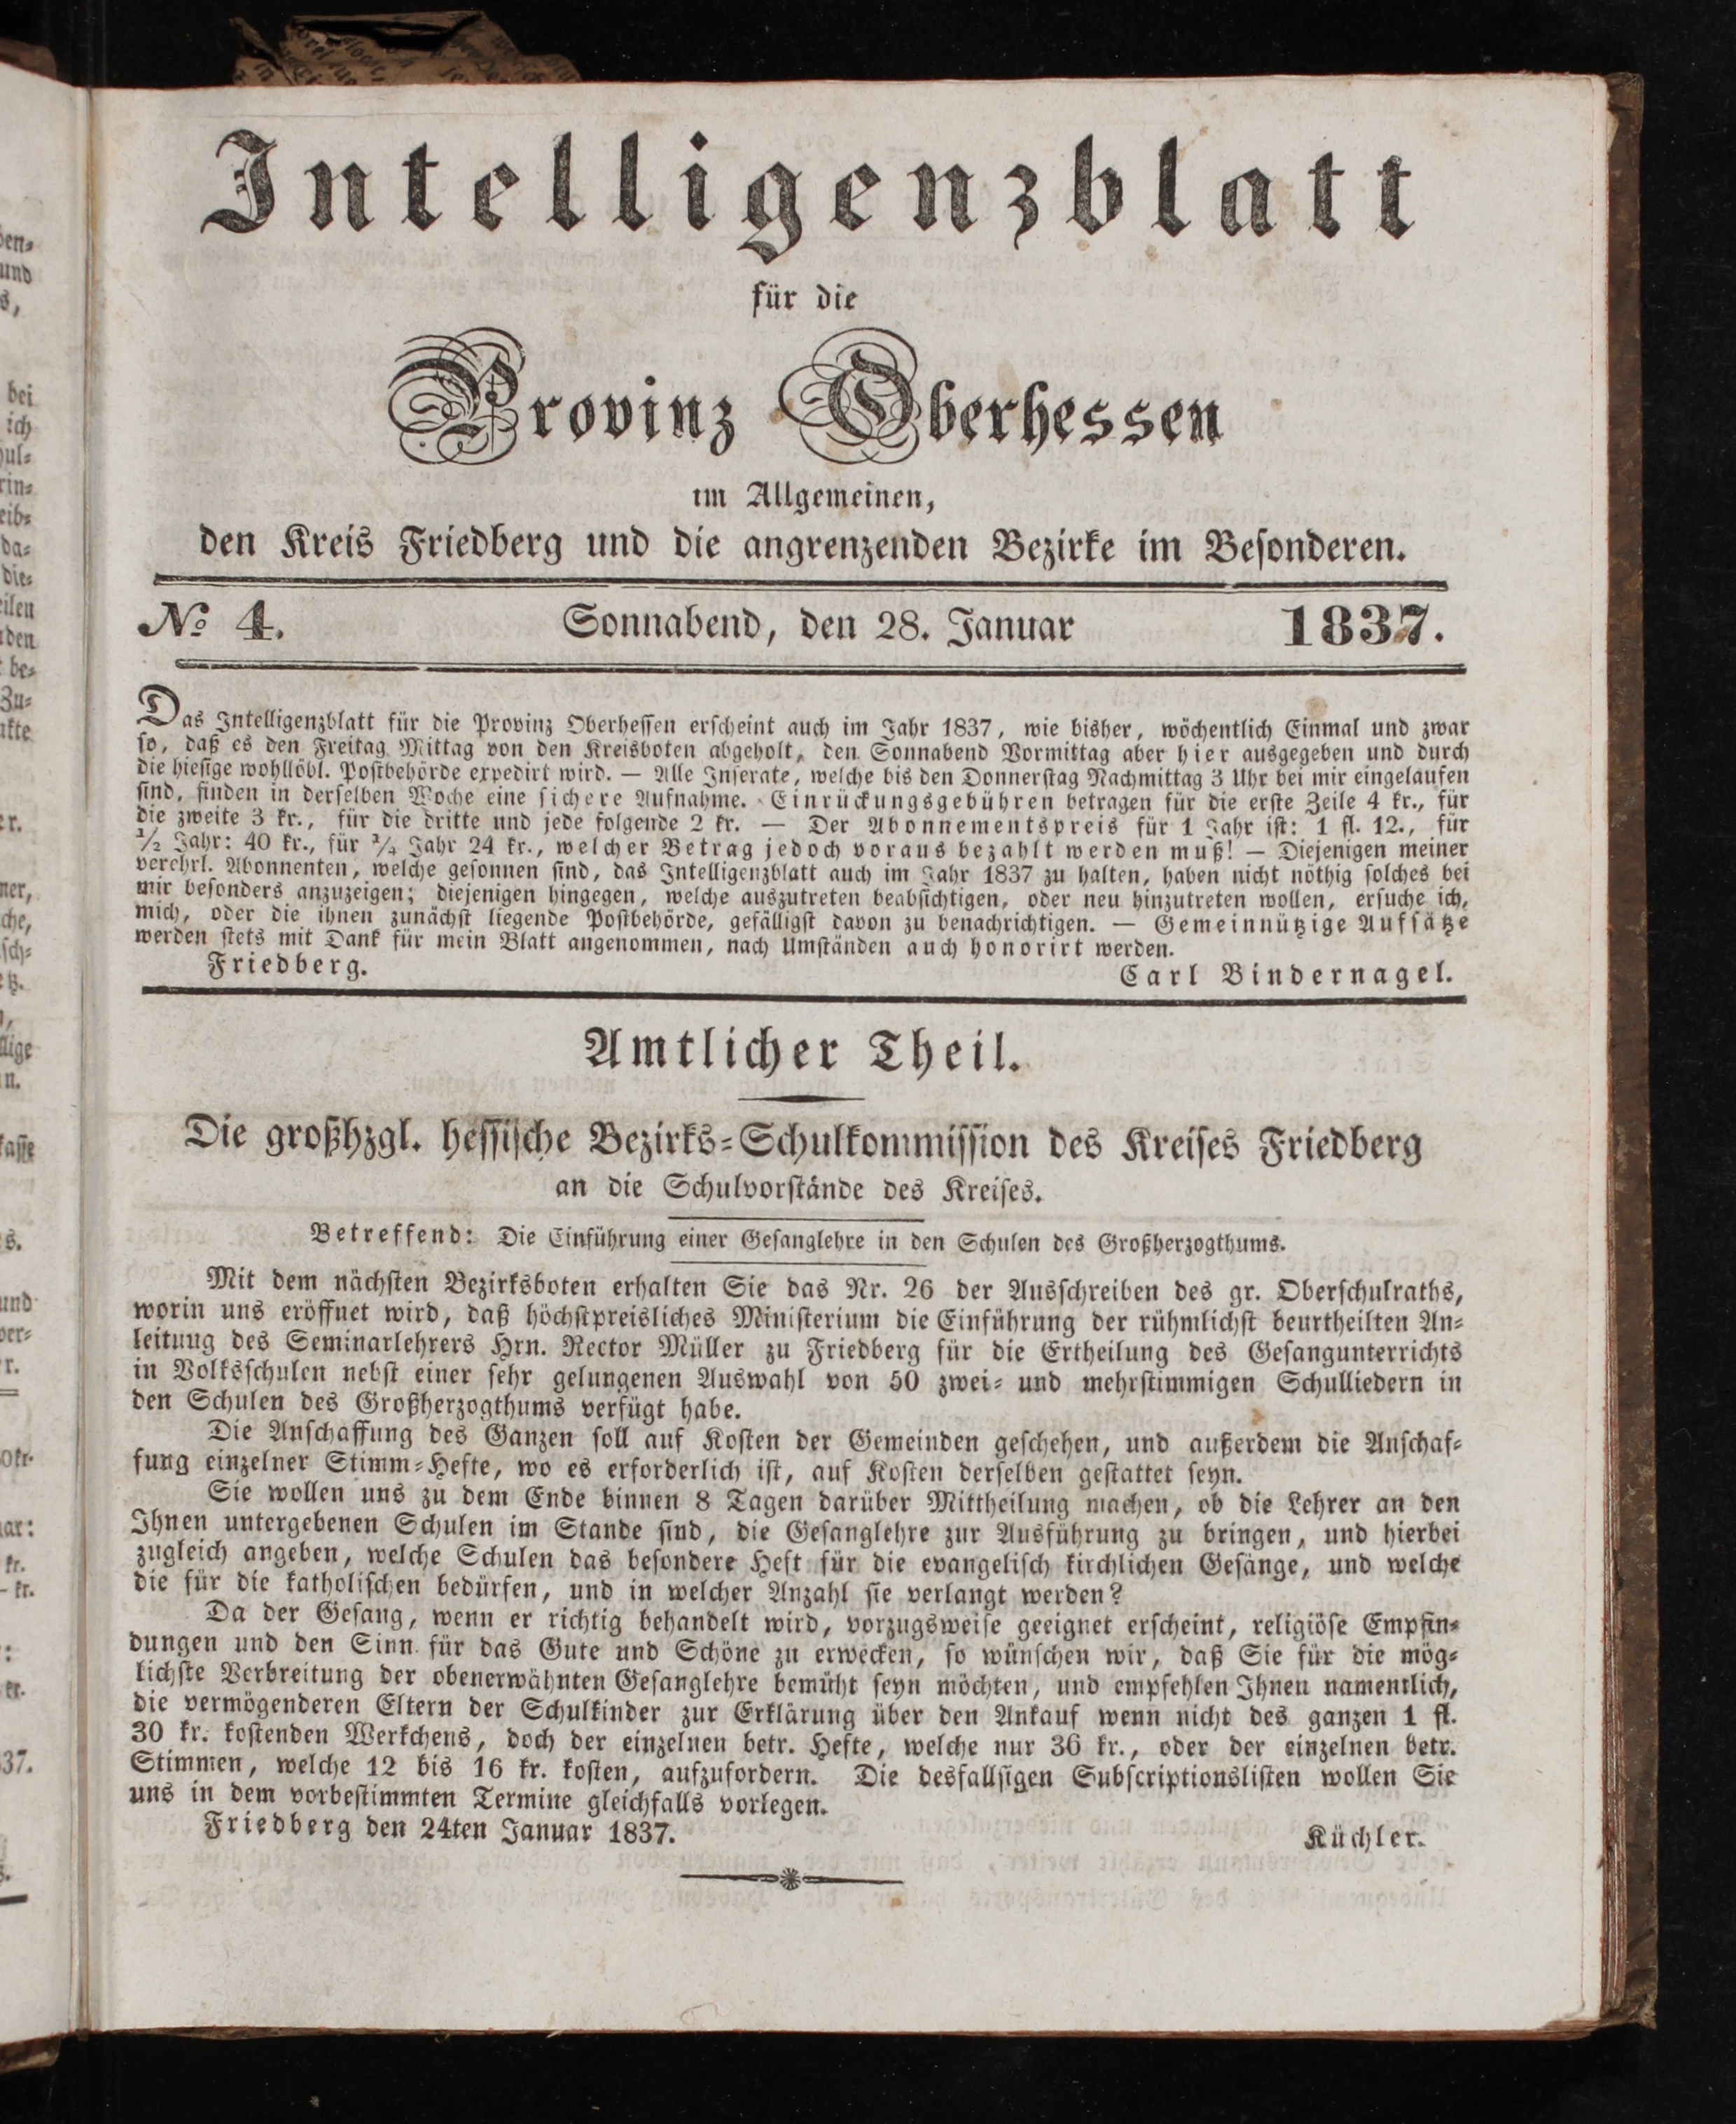 Intelligenzblatt
für die
Provinz Oberhessen
im Allgemeinen,
den Kreis Friedberg und die angrenzenden Bezirke im Besonderen.
No 4. Sonnabend, den 28. Januar 1837.
Das Intelligenzblatt für die Provinz Oberhessen erscheint auch im Jahr 1837, wie bisher, wöchentlich Einmal und zwar
so, daß es den Freitag Mittag von den Kreisboten abgeholt, den Sonnabend Vormittag aber hier ausgegeben und durch
die hiesige wohllöbl. Postbehörde expedirt wird. — Alle Inserate, welche bis den Donnerstag Nachmittag 3 Uhr bei mir eingelaufen
sind, finden in derselben Woche eine sichere Aufnahme. Einrückungsgebühren betragen für die erste Zeile 4 kr., für
die zweite 3 kr., für die dritte und jede folgende 2 kr. — Der Abonnementspreis für 1 Jahr ist: 1 fl. 12., für
1/2 Jahr: 40 kr., für 1/4 Jahr 24 kr., welcher Betrag jedoch voraus bezahlt werden muß! — Diejenigen meiner
verehrl. Abonnenten, welche gesonnen sind, das Intelligenzblatt auch im Jahr 1837 zu halten, haben nicht nöthig solches bei
mir besonders anzuzeigen; diejenigen hingegen, welche auszutreten beabsichtigen, oder neu hinzutreten wollen, ersuche ich,
mich, oder die ihnen zunächst liegende Postbehörde, gefälligst davon zu benachrichtigen. — Gemeinnützige Aufsätze
werden stets mit Dank für mein Blatt angenommen, nach Umständen auch honorirt werden.
Friedberg. Carl Bindernagel.
Amtlicher Theil.
Die großhzgl. hessische Bezirks-Schulkommission des Kreises Friedberg
an die Schulvorstände des Kreises.
Betreffend: Die Einführung einer Gesanglehre in den Schulen des Großherzogthums.
Mit dem nächsten Bezirksboten erhalten Sie das Nr. 26 der Ausschreiben des gr. Oberschulraths,
worin uns eröffnet wird, daß höchstpreisliches Ministerium die Einführung der rühmlichst beurtheilten An-
leitung des Seminarlehrers Hrn. Rector Müller zu Friedberg für die Ertheilung des Gesangunterrichts
in Volksschulen nebst einer sehr gelungenen Auswahl von 50 zwei- und mehrstimmigen Schulliedern in
den Schulen des Großherzogthums verfügt habe.
Die Anschaffung des Ganzen soll auf Kosten der Gemeinden geschehen, und außerdem die Anschaf-
fung einzelner Stimm-Hefte, wo es erforderlich ist, auf Kosten derselben gestattet seyn.
Sie wollen uns zu dem Ende binnen 8 Tagen darüber Mittheilung machen, ob die Lehrer an den
Ihnen untergebenen Schulen im Stande sind, die Gesanglehre zur Ausführung zu bringen, und hierbei
zugleich angeben, welche Schulen das besondere Heft für die evangelisch kirchlichen Gesänge, und welche
die für die katholischen bedürfen, und in welcher Anzahl sie verlangt werden?
Da der Gesang, wenn er richtig behandelt wird, vorzugsweise geeignet erscheint, religiöse Empfin-
dungen und den Sinn für das Gute und Schöne zu erwecken, so wünschen wir, daß Sie für die mög-
lichste Verbreitung der obenerwähnten Gesanglehre bemüht seyn möchten, und empfehlen Ihnen namentlich,
die vermögenderen Eltern der Schulkinder zur Erklärung über den Ankauf wenn nicht des ganzen 1 fl.
30 kr. kostenden Werkchens, doch der einzelnen betr. Hefte, welche nur 36 kr., oder der einzelnen betr.
Stimmen, welche 12 bis 16 kr. kosten, aufzufordern. Die desfallsigen Subscriptionslisten wollen Sie
uns in dem vorbestimmten Termine gleichfalls vorlegen.
Friedberg den 24ten Januar 1837. Küchler.